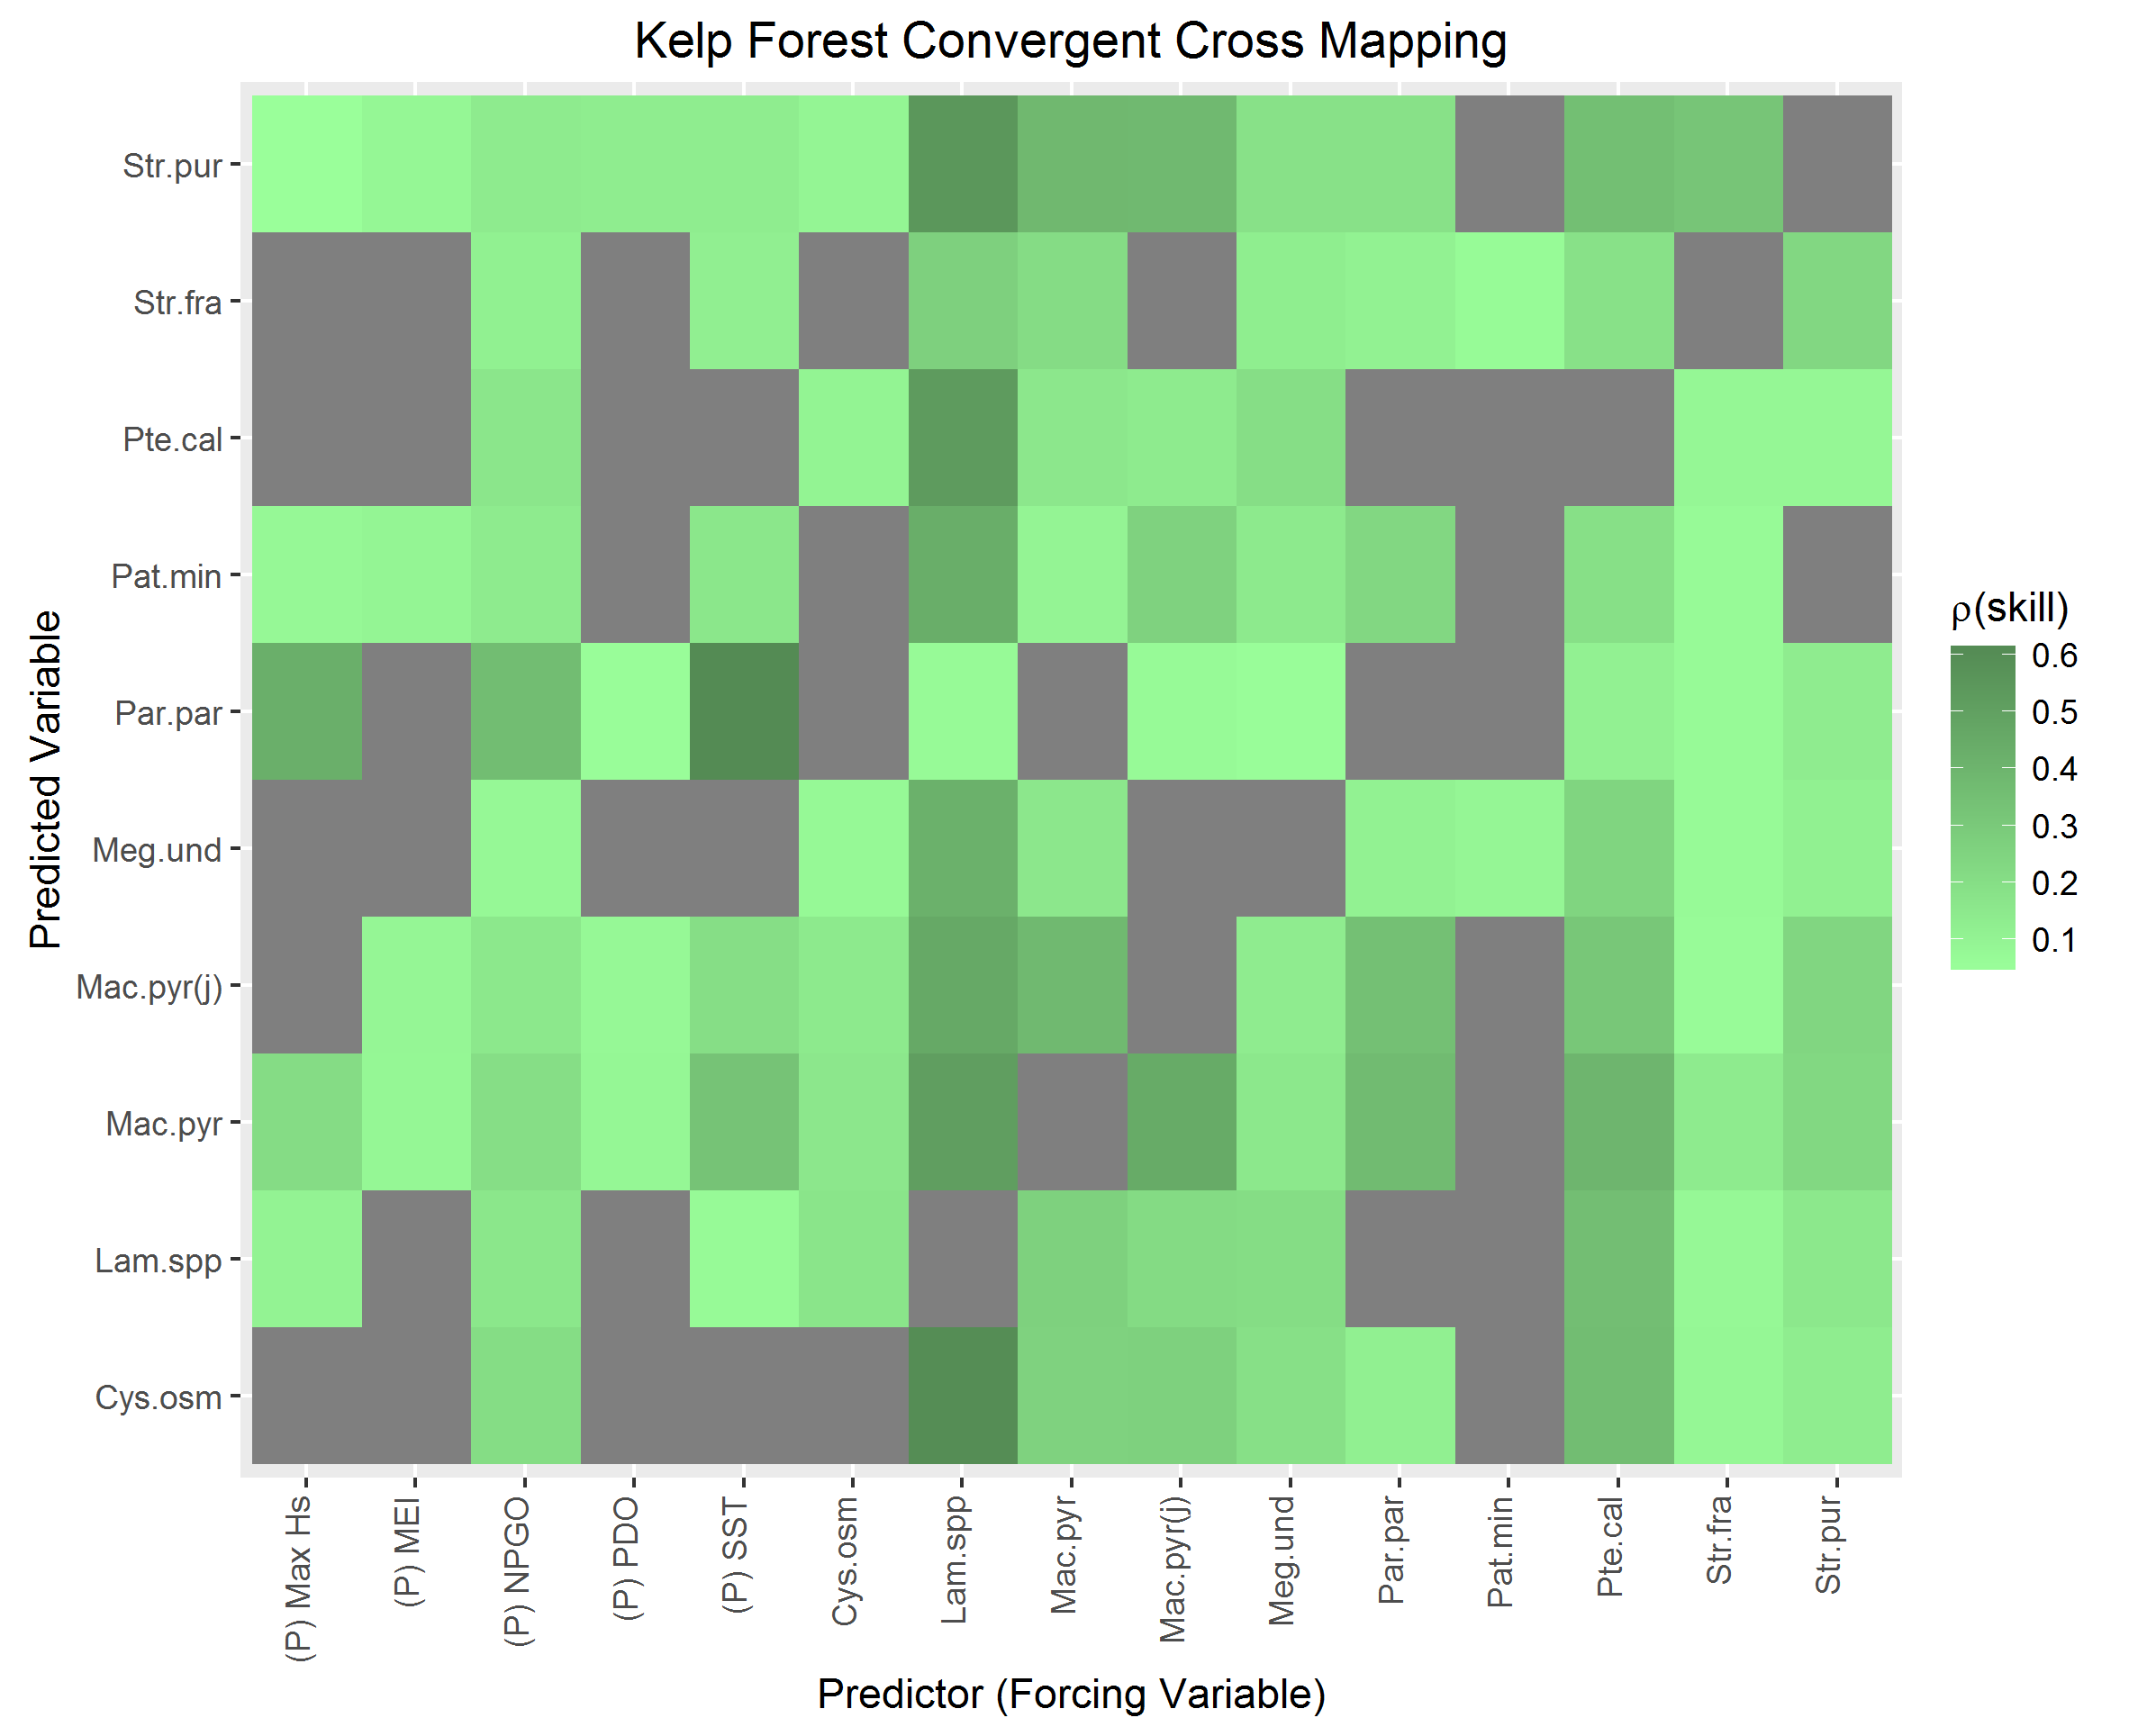 Kelp Forest Convergent Cross Mapping
Predicted Variable
Str.pur
Str.fra
Pte.cal
Pat.min
Par.par
Meg.und
Mac.pyr(j)
Mac.pyr
Lam.spp
Cys.osm
(P) Max Hs
(P) MEI
(P) NPGO
(P) PDO
(P) SST
Cys.osm
Lam.spp
Mac.pyr
Mac.pyr(j)
Meg.und
Par.par
Pat.min
Pte.cal
Str.fra
Str.pur
Predictor (Forcing Variable)
ρ(skill)
0.6
0.5
0.4
0.3
0.2
0.1